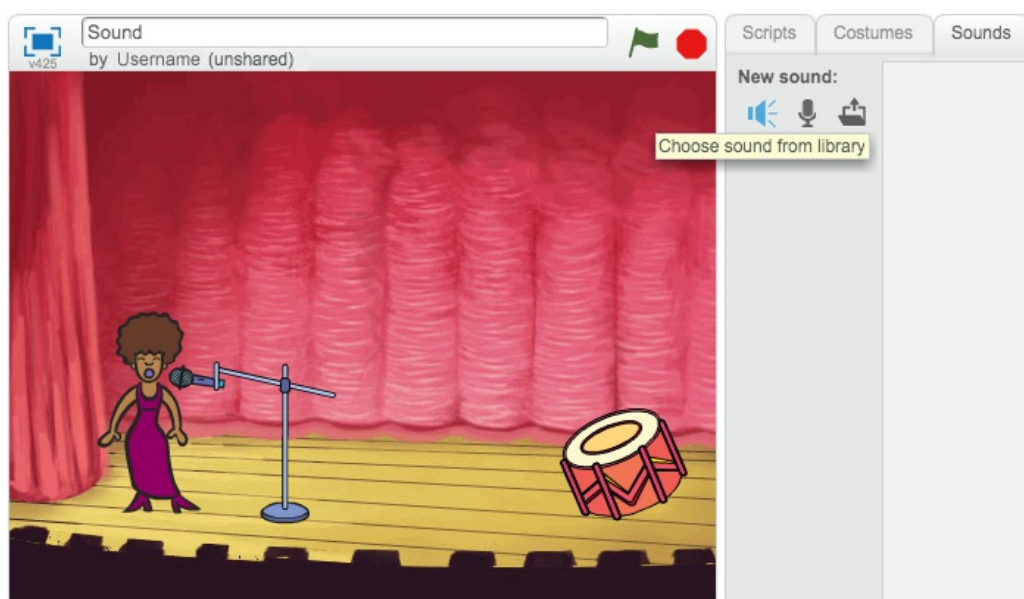 Sound
v425
by Username (unshared)
Scripts
Costumes
Sounds
New sound:
Choose sound from library